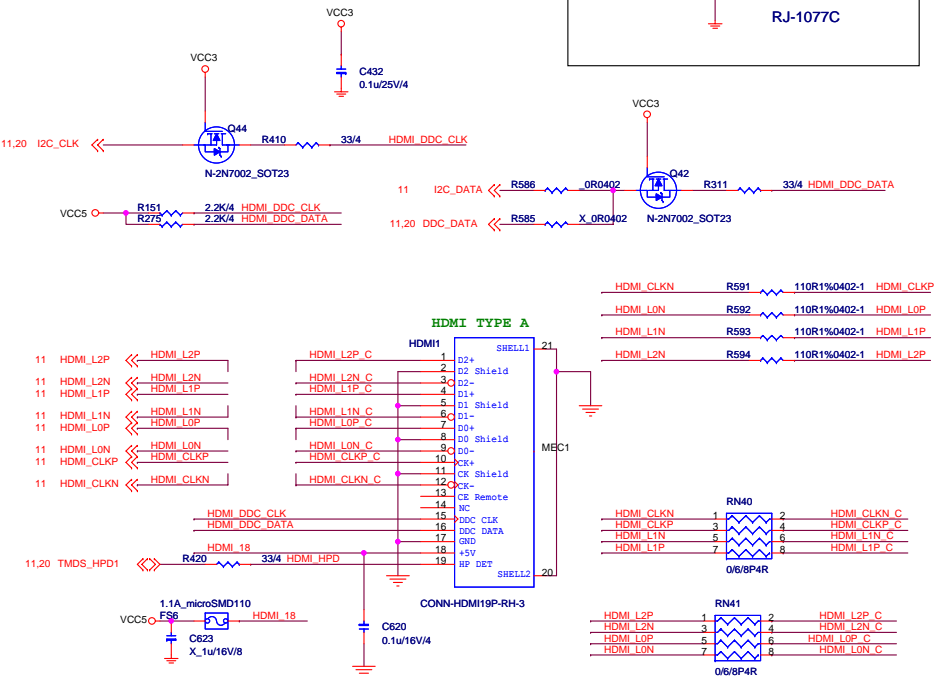 RJ-1077C
VCC3
C432
0.1u/25V/4
VCC3
Q44
11,20 I2C_CLK R410 33/4 HDMI_DDC_CLK
N-2N7002_SOT23
VCC5 R151 2.2K/4 HDMI_DDC_CLK
R275 2.2K/4 HDMI_DDC_DATA
VCC3
Q42
11 I2C_DATA R586 _0R0402 R311 33/4 HDMI_DDC_DATA
11,20 DDC_DATA R585 X_0R0402 N-2N7002_SOT23
HDMI_CLKN R591 110R1%0402-1 HDMI_CLKP
HDMI_L0N R592 110R1%0402-1 HDMI_L0P
HDMI_L1N R593 110R1%0402-1 HDMI_L1P
HDMI_L2N R594 110R1%0402-1 HDMI_L2P
HDMI TYPE A
HDMI1
SHELL1 21
11 HDMI_L2P HDMI_L2P HDMI_L2P_C 1 D2+
2 D2 Shield
11 HDMI_L2N HDMI_L2N HDMI_L2N_C 3 D2-
11 HDMI_L1P HDMI_L1P HDMI_L1P_C 4 D1+
5 D1 Shield
11 HDMI_L1N HDMI_L1N HDMI_L1N_C 6 D1-
11 HDMI_L0P HDMI_L0P HDMI_L0P_C 7 D0+
8 D0 Shield
MEC1
11 HDMI_L0N HDMI_L0N HDMI_L0N_C 9 D0-
11 HDMI_CLKP HDMI_CLKP HDMI_CLKP_C 10 CK+
11 CK Shield
11 HDMI_CLKN HDMI_CLKN HDMI_CLKN_C 12 CK-
13 CE Remote
14 NC
HDMI_DDC_CLK 15 DDC CLK
HDMI_DDC_DATA 16 DDC DATA
17 GND
HDMI_18 18 +5V
11,20 TMDS_HPD1 R420 33/4 HDMI_HPD 19 HP DET
SHELL2 20
CONN-HDMI19P-RH-3
1.1A_microSMD110
VCC5 FS6 HDMI_18
C623
X_1u/16V/8
C620
0.1u/16V/4
RN40
HDMI_CLKN 1 2 HDMI_CLKN_C
HDMI_CLKP 3 4 HDMI_CLKP_C
HDMI_L1N 5 6 HDMI_L1N_C
HDMI_L1P 7 8 HDMI_L1P_C
0/6/8P4R
RN41
HDMI_L2P 1 2 HDMI_L2P_C
HDMI_L2N 3 4 HDMI_L2N_C
HDMI_L0P 5 6 HDMI_L0P_C
HDMI_L0N 7 8 HDMI_L0N_C
0/6/8P4R